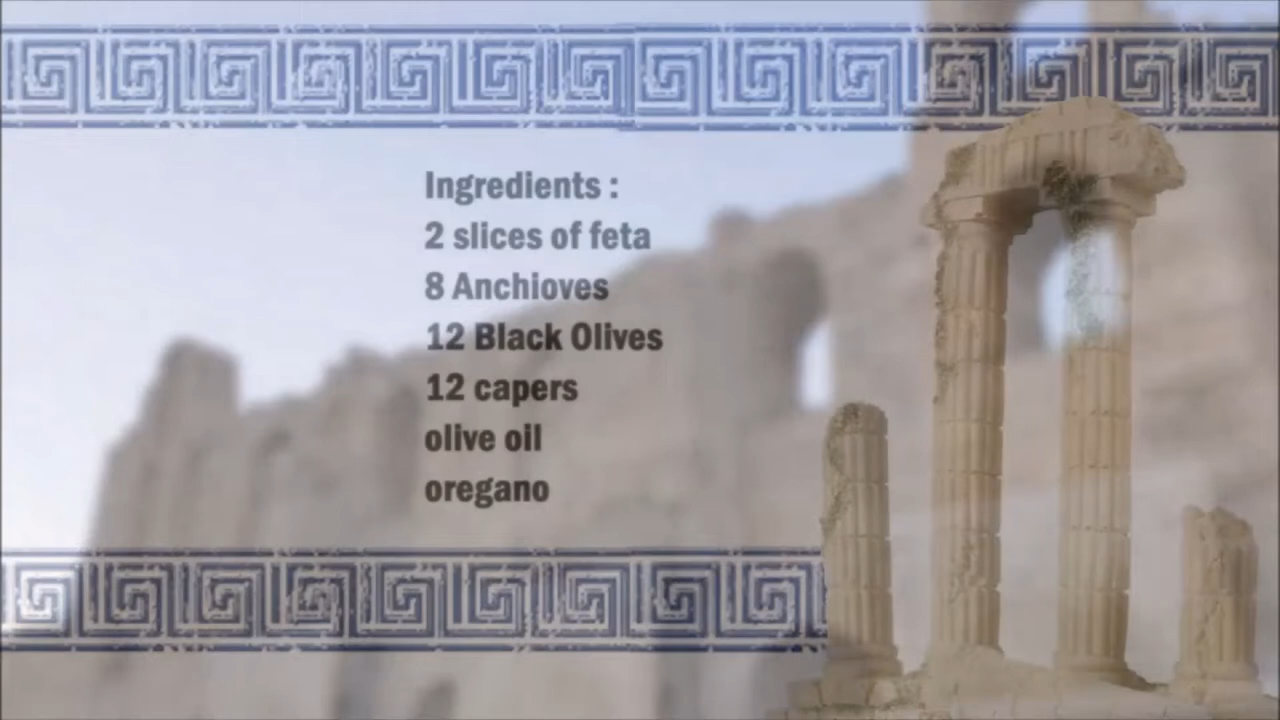 Ingredients :
2 slices of feta
8 Anchioves
12 Black Olives
12 capers
olive oil
oregano